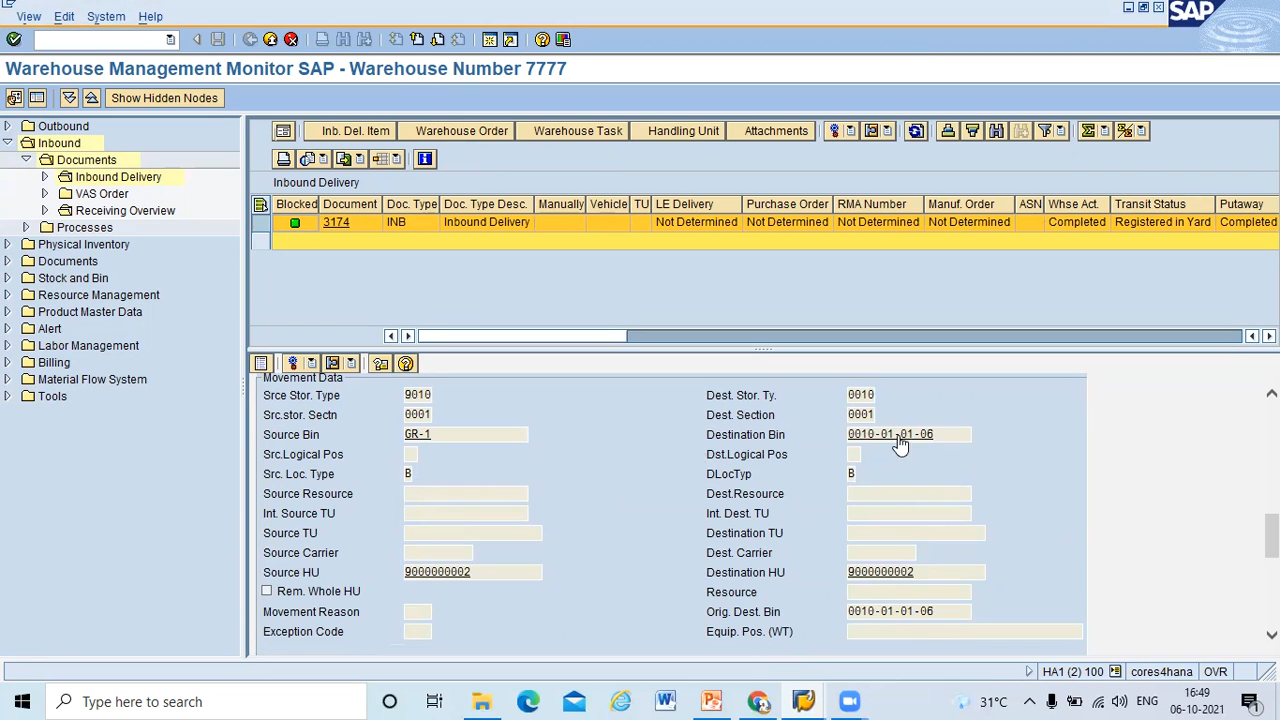 View Edit System Help
SAP
Warehouse Management Monitor SAP - Warehouse Number 7777
Show Hidden Nodes
Outbound
Inbound
Documents
Inbound Delivery
VAS Order
Receiving Overview
Processes
Physical Inventory
Documents
Stock and Bin
Resource Management
Product Master Data
Alert
Labor Management
Billing
Material Flow System
Tools
Inb. Del. Item Warehouse Order Warehouse Task Handling Unit Attachments
Inbound Delivery
Blocked Document Doc. Type Doc. Type Desc. Manually Vehicle TU LE Delivery Purchase Order RMA Number Manuf. Order ASN Whse Act. Transit Status Putaway
3174 INB Inbound Delivery Not Determined Not Determined Not Determined Not Determined Completed Registered in Yard Completed
Movement Data
Srce Stor. Type 9010 Dest. Stor. Ty. 0010
Src.stor. Sectn 0001 Dest. Section 0001
Source Bin GR-1 Destination Bin 0010-01-01-06
Src.Logical Pos Dst.Logical Pos
Src. Loc. Type B DLocTyp B
Source Resource Dest.Resource
Int. Source TU Int. Dest. TU
Source TU Destination TU
Source Carrier Dest. Carrier
Source HU 9000000002 Destination HU 9000000002
Rem. Whole HU Resource
Movement Reason Orig. Dest. Bin 0010-01-01-06
Exception Code Equip. Pos. (WT)
HA1 (2) 100 cores4hana OVR
Type here to search
31°C ENG 16:49
06-10-2021